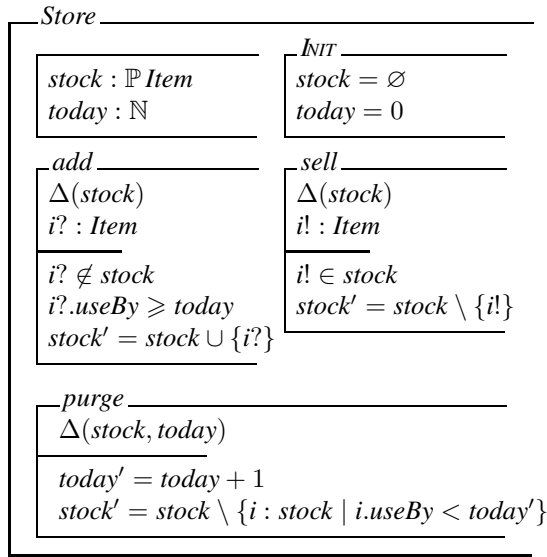 Store
stock : ℙ Item
today : ℕ
INIT
stock = ∅
today = 0
add
Δ(stock)
i? : Item
i? ∉ stock
i?.useBy ⩾ today
stock′ = stock ∪ {i?}
sell
Δ(stock)
i! : Item
i! ∈ stock
stock′ = stock \ {i!}
purge
Δ(stock, today)
today′ = today + 1
stock′ = stock \ {i : stock | i.useBy < today′}